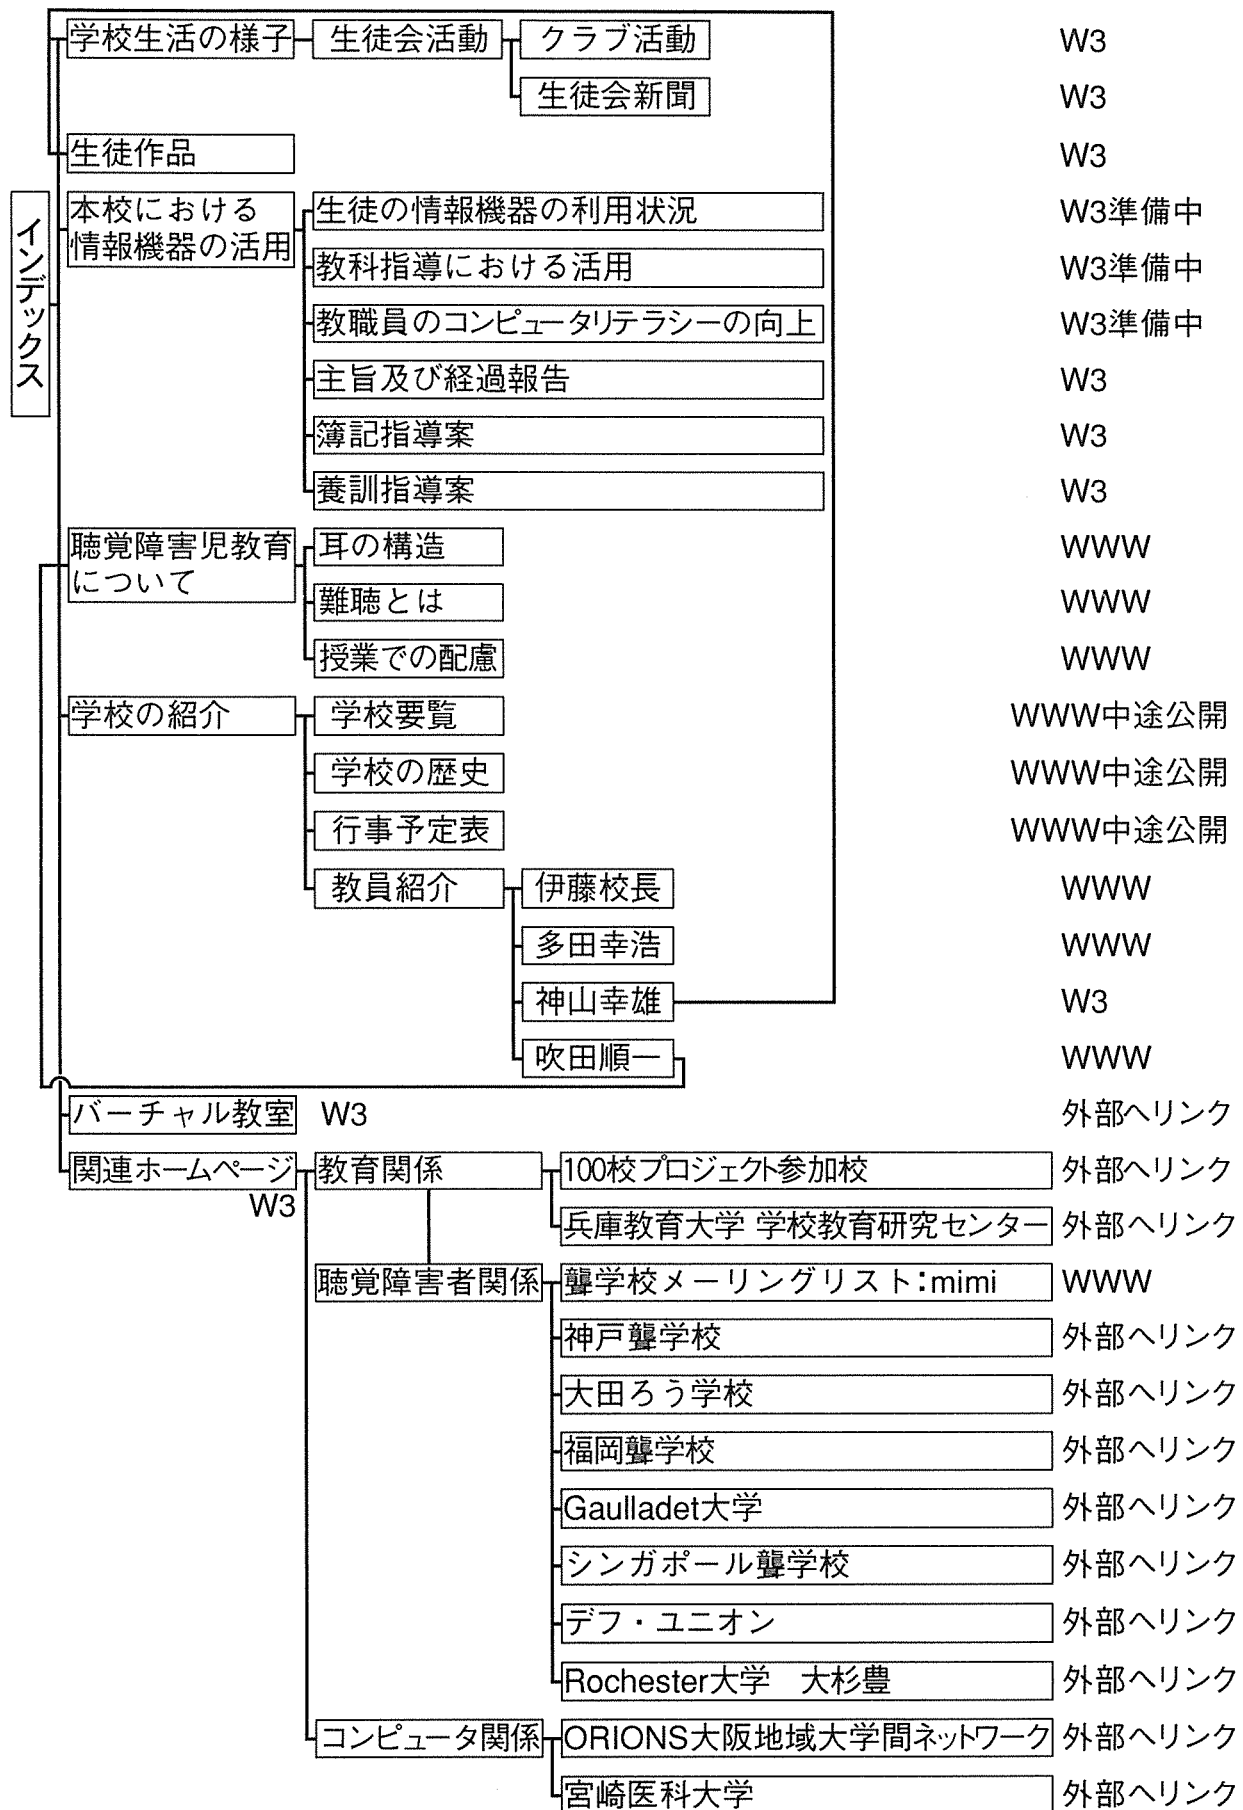 学校生活の様子 生徒会活動 クラブ活動 W3
生徒会新聞 W3
生徒作品 W3
インデックス
本校における
情報機器の活用
生徒の情報機器の利用状況 W3準備中
教科指導における活用 W3準備中
教職員のコンピュータリテラシーの向上 W3準備中
主旨及び経過報告 W3
簿記指導案 W3
養訓指導案 W3
聴覚障害児教育
について
耳の構造 WWW
難聴とは WWW
授業での配慮 WWW
学校の紹介 学校要覧 WWW中途公開
学校の歴史 WWW中途公開
行事予定表 WWW中途公開
教員紹介 伊藤校長 WWW
多田幸浩 WWW
神山幸雄 W3
吹田順一 WWW
バーチャル教室 W3 外部へリンク
関連ホームページ 教育関係 100校プロジェクト参加校 外部へリンク
W3
兵庫教育大学 学校教育研究センター 外部へリンク
聴覚障害者関係 聾学校メーリングリスト:mimi WWW
神戸聾学校 外部へリンク
大田ろう学校 外部へリンク
福岡聾学校 外部へリンク
Gaulladet大学 外部へリンク
シンガポール聾学校 外部へリンク
デフ・ユニオン 外部へリンク
Rochester大学 大杉豊 外部へリンク
コンピュータ関係 ORIONS大阪地域大学間ネットワーク 外部へリンク
宮崎医科大学 外部へリンク